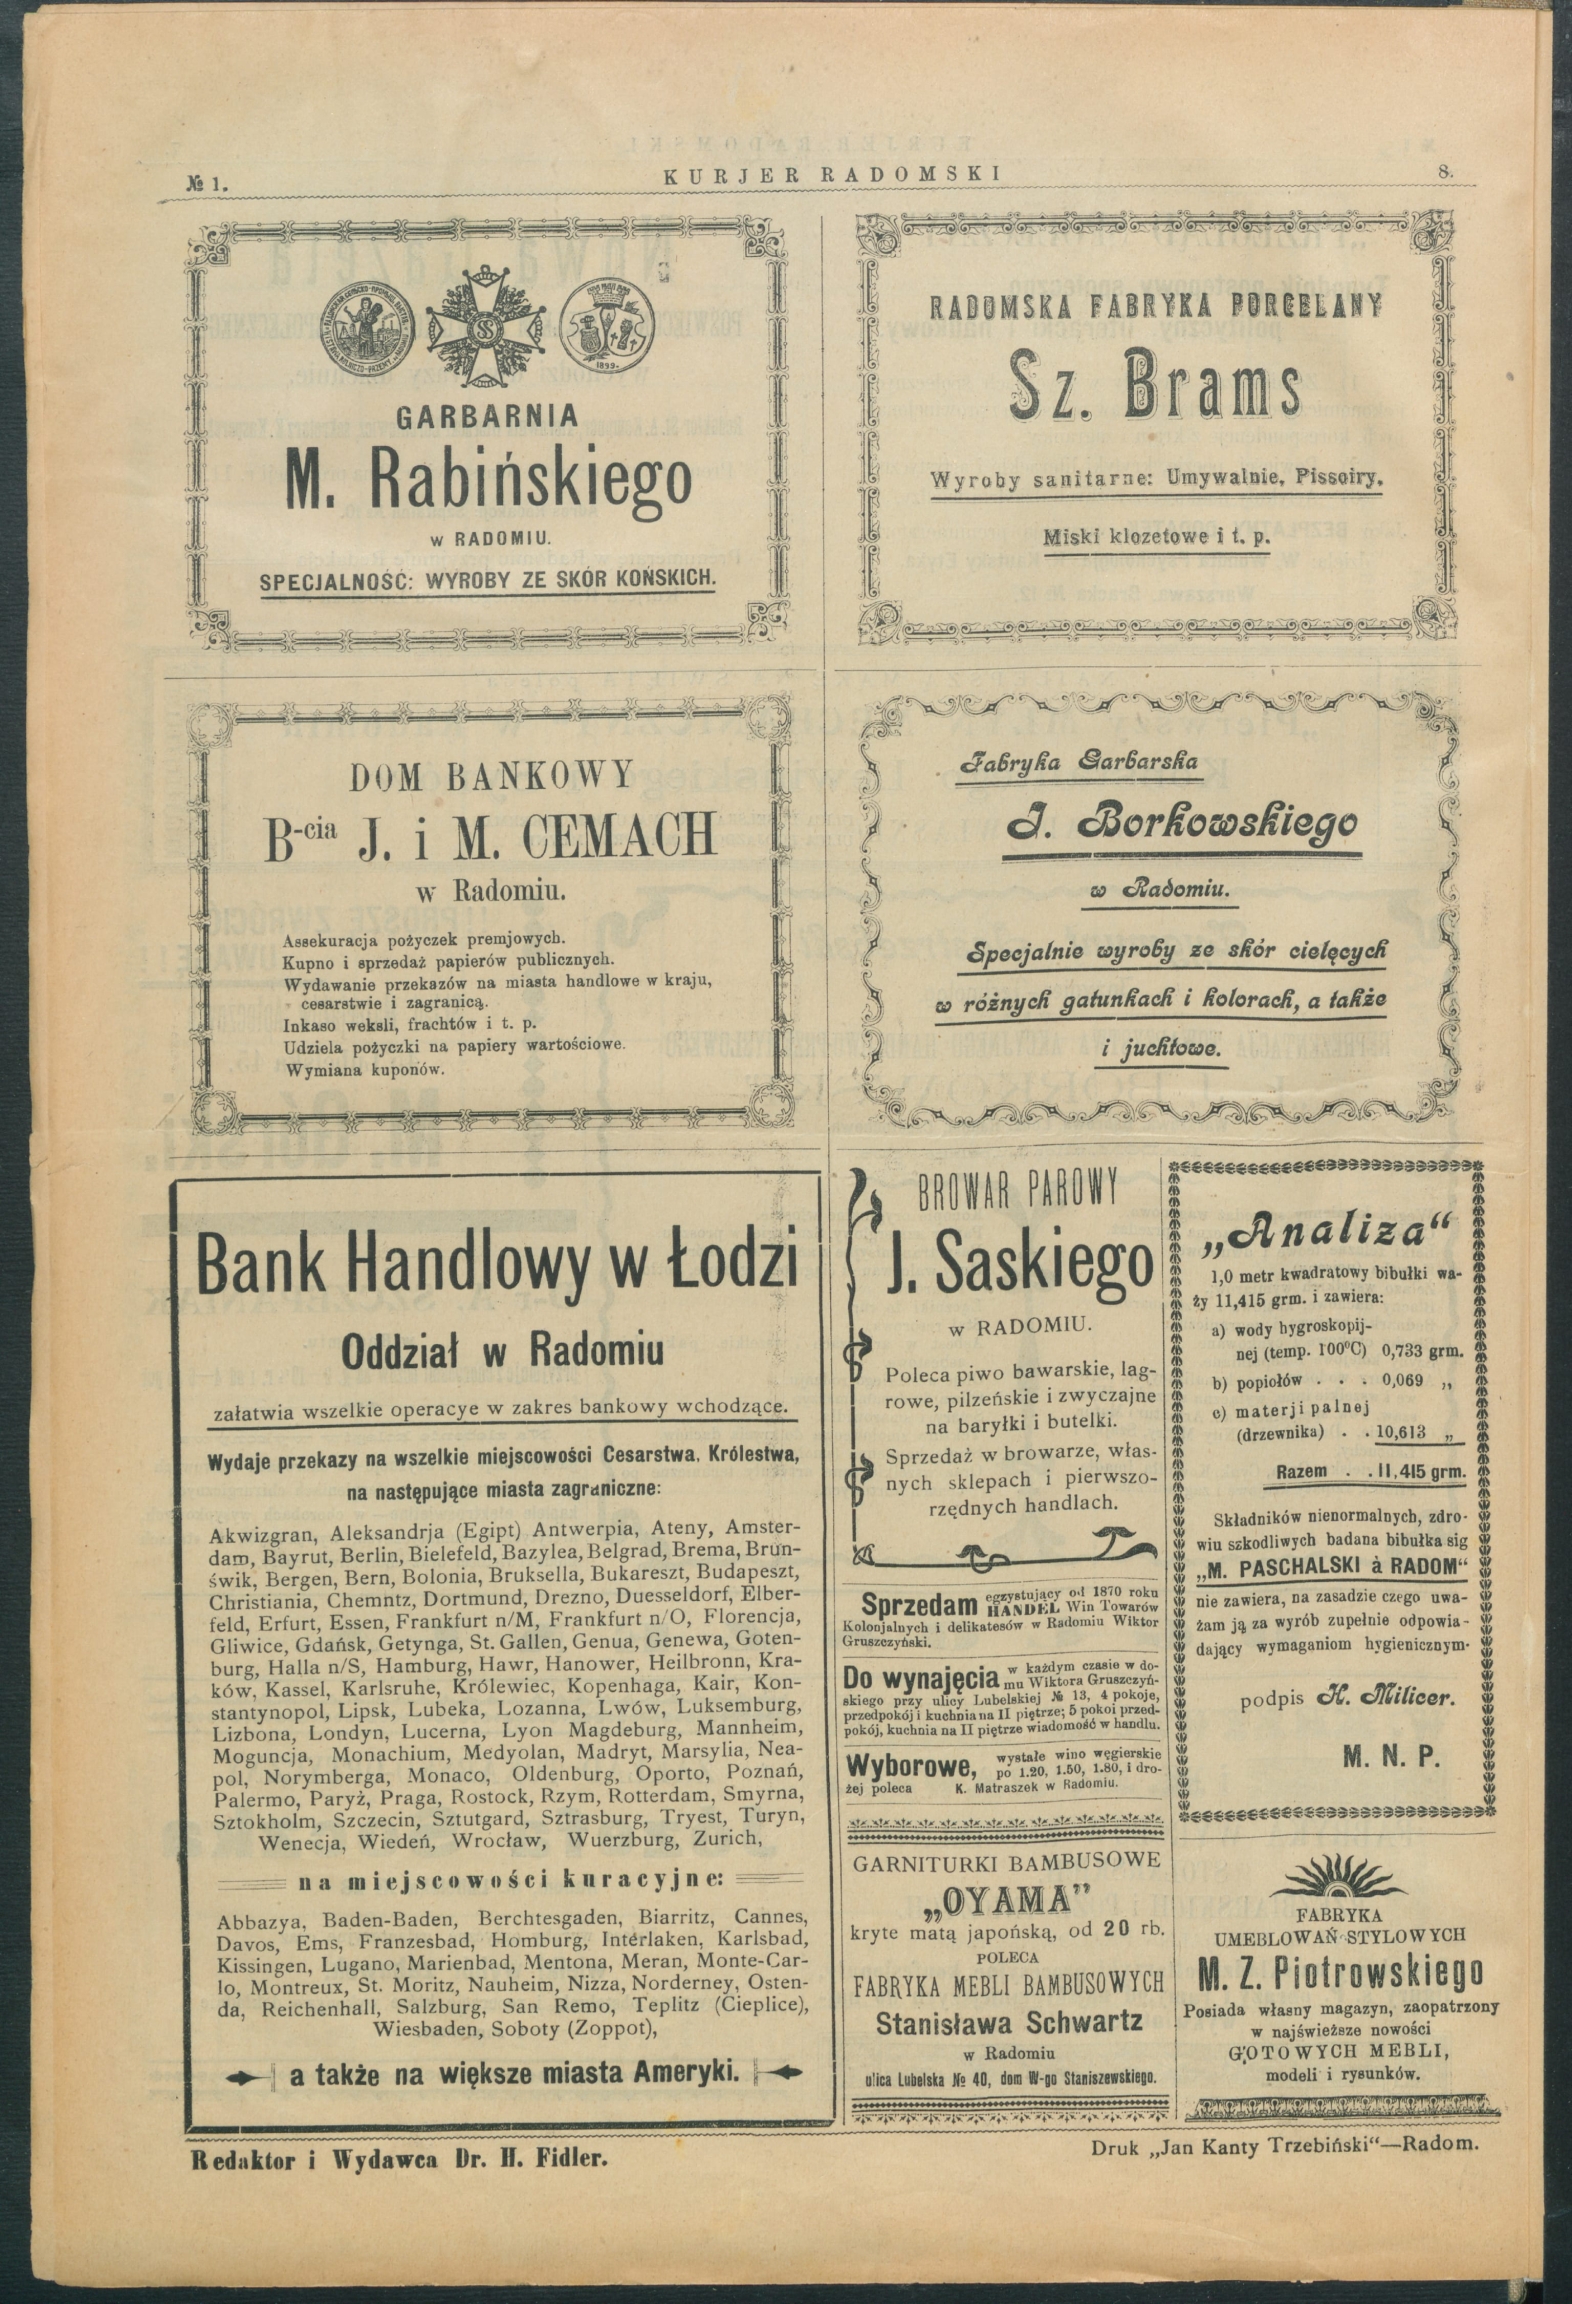 № 1.
KURJER RADOMSKI
8.
1899.
GARBARNIA
M. Rabińskiego
w RADOMIU.
SPECJALNOŚĆ: WYROBY ZE SKÓR KOŃSKICH.
RADOMSKA FABRYKA PORCELANY
Sz. Brams
Wyroby sanitarne: Umywalnie, Pissoiry,
Miski klozetowe i t. p.
DOM BANKOWY
B-cia J. i M. CEMACH
w Radomiu.
Assekuracja pożyczek premjowych.
Kupno i sprzedaż papierów publicznych.
Wydawanie przekazów na miasta handlowe w kraju,
cesarstwie i zagranicą.
Inkaso weksli, frachtów i t. p.
Udziela pożyczki na papiery wartościowe.
Wymiana kuponów.
Fabryka Garbarska
J. Borkowskiego
w Radomiu.
Specjalnie wyroby ze skór cielęcych
w różnych gatunkach i kolorach, a także
i juchtowe.
Bank Handlowy w Łodzi
Oddział w Radomiu
załatwia wszelkie operacye w zakres bankowy wchodzące.
Wydaje przekazy na wszelkie miejscowości Cesarstwa, Królestwa,
na następujące miasta zagraniczne:
Akwizgran, Aleksandrja (Egipt) Antwerpia, Ateny, Amster-
dam, Bayrut, Berlin, Bielefeld, Bazylea, Belgrad, Brema, Brun-
świk, Bergen, Bern, Bolonia, Bruksella, Bukareszt, Budapeszt,
Christiania, Chemntz, Dortmund, Drezno, Duesseldorf, Elber-
feld, Erfurt, Essen, Frankfurt n/M, Frankfurt n/O, Florencja,
Gliwice, Gdańsk, Getynga, St. Gallen, Genua, Genewa, Goten-
burg, Halla n/S, Hamburg, Hawr, Hanower, Heilbronn, Kra-
ków, Kassel, Karlsruhe, Królewiec, Kopenhaga, Kair, Kon-
stantynopol, Lipsk, Lubeka, Lozanna, Lwów, Luksemburg,
Lizbona, Londyn, Lucerna, Lyon Magdeburg, Mannheim,
Moguncja, Monachium, Medyolan, Madryt, Marsylia, Nea-
pol, Norymberga, Monaco, Oldenburg, Oporto, Poznań,
Palermo, Paryż, Praga, Rostock, Rzym, Rotterdam, Smyrna,
Sztokholm, Szczecin, Sztutgard, Sztrasburg, Tryest, Turyn,
Wenecja, Wiedeń, Wrocław, Wuerzburg, Zurich,
na miejscowości kuracyjne:
Abbazya, Baden-Baden, Berchtesgaden, Biarritz, Cannes,
Davos, Ems, Franzesbad, Homburg, Interlaken, Karlsbad,
Kissingen, Lugano, Marienbad, Mentona, Meran, Monte-Car-
lo, Montreux, St. Moritz, Nauheim, Nizza, Norderney, Osten-
da, Reichenhall, Salzburg, San Remo, Teplitz (Cieplice),
Wiesbaden, Soboty (Zoppot),
a także na większe miasta Ameryki.
BROWAR PAROWY
J. Saskiego
w RADOMIU.
Poleca piwo bawarskie, lag-
rowe, pilzeńskie i zwyczajne
na baryłki i butelki.
Sprzedaż w browarze, włas-
nych sklepach i pierwszo-
rzędnych handlach.
Sprzedam egzystujący od 1870 roku
HANDEL Win Towarów
Kolonjalnych i delikatesów w Radomiu Wiktor
Gruszczyński.
Do wynajęcia w każdym czasie w do-
mu Wiktora Gruszczyń-
skiego przy ulicy Lubelskiej № 13, 4 pokoje,
przedpokój i kuchnia na II piętrze; 5 pokoi przed-
pokój, kuchnia na II piętrze wiadomość w handlu.
Wyborowe, wystałe wino węgierskie
po 1.20, 1.50, 1.80, i dro-
żej poleca K. Matraszek w Radomiu.
GARNITURKI BAMBUSOWE
„OYAMA”
kryte matą japońską, od 20 rb.
POLECA
FABRYKA MEBLI BAMBUSOWYCH
Stanisława Schwartz
w Radomiu
ulica Lubelska № 40, dom W-go Staniszewskiego.
„Analiza“
1,0 metr kwadratowy bibułki wa-
ży 11,415 grm. i zawiera:
a) wody hygroskopij-
nej (temp. 100ºC) 0,733 grm.
b) popiołów . . . 0,069 „
c) materji palnej
(drzewnika) . . 10,613 „
Razem . . 11,415 grm.
Składników nienormalnych, zdro-
wiu szkodliwych badana bibułka sig
„M. PASCHALSKI à RADOM“
nie zawiera, na zasadzie czego uwa-
żam ją za wyrób zupełnie odpowia-
dający wymaganiom hygienicznym.
podpis H. Milicer.
M. N. P.
FABRYKA
UMEBLOWAŃ STYLOWYCH
M. Z. Piotrowskiego
Posiada własny magazyn, zaopatrzony
w najświeższe nowości
GOTOWYCH MEBLI,
modeli i rysunków.
Redaktor i Wydawca Dr. H. Fidler.
Druk „Jan Kanty Trzebiński“—Radom.